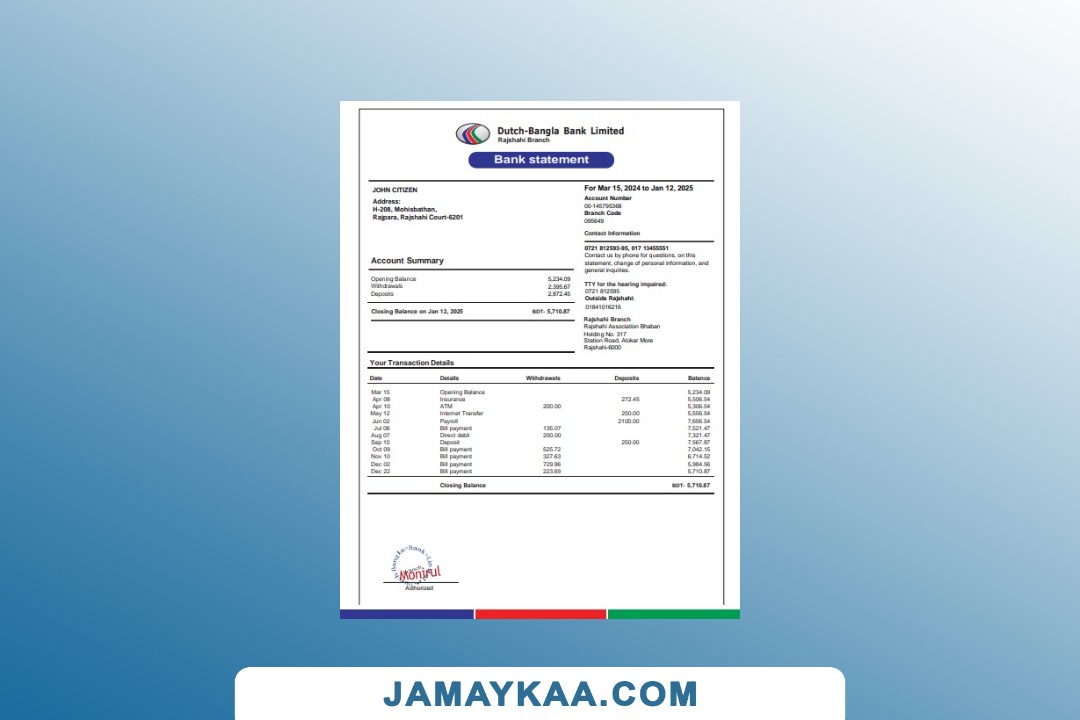 Dutch-Bangla Bank Limited
Rajshahi Branch
Bank statement
JOHN CITIZEN
Address:
H-208, Mohisbathan,
Rajpara, Rajshahi Court-6201
For Mar 15, 2024 to Jan 12, 2025
Account Number
00-145795368
Branch Code
095649
Contact Information
0721 812593-95, 017 13455551
Contact us by phone for questions, on this
statement, change of personal information, and
general inquiries.
TTY for the hearing impaired:
0721 812595
Outside Rajshahi:
01841016216
Rajshahi Branch
Rajshahi Association Bhaban
Holding No. 317
Station Road, Alokar More
Rajshahi-6000
Account Summary
Opening Balance 5,234.09
Withdrawals 2,395.67
Deposits 2,872.45
Closing Balance on Jan 12, 2025 BDT- 5,710.87
Your Transaction Details
Date Details Withdrawals Deposits Balance
Mar 15 Opening Balance 5,234.09
Apr 08 Insurance 272.45 5,506.54
Apr 10 ATM 200.00 5,306.54
May 12 Internet Transfer 250.00 5,556.54
Jun 02 Payroll 2100.00 7,656.54
Jul 06 Bill payment 135.07 7,521.47
Aug 07 Direct debit 200.00 7,321.47
Sep 10 Deposit 250.00 7,567.87
Oct 09 Bill payment 525.72 7,042.15
Nov 10 Bill payment 327.63 6,714.52
Dec 02 Bill payment 729.96 5,984.56
Dec 22 Bill payment 223.69 5,710.87
Closing Balance BDT- 5,710.87
Monirul
Authorized
JAMAYKAA.COM